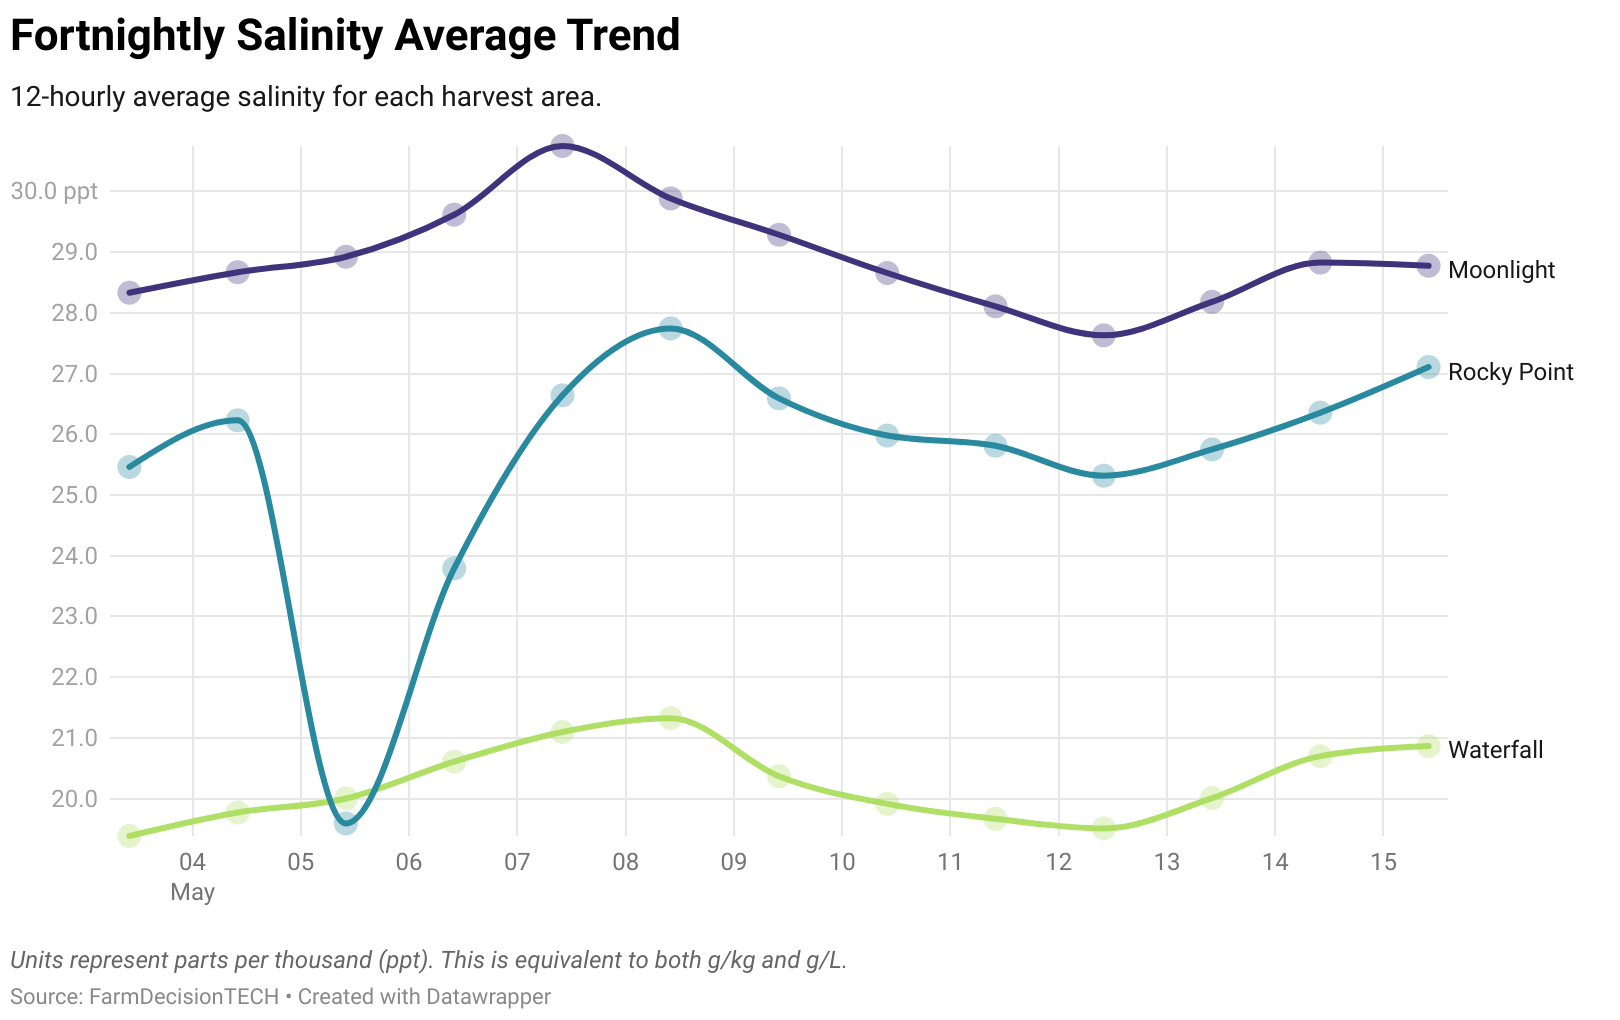 Fortnightly Salinity Average Trend
12-hourly average salinity for each harvest area.
30.0 ppt
29.0
28.0
27.0
26.0
25.0
24.0
23.0
22.0
21.0
20.0
Moonlight
Rocky Point
Waterfall
04 05 06 07 08 09 10 11 12 13 14 15
May
Units represent parts per thousand (ppt). This is equivalent to both g/kg and g/L.
Source: FarmDecisionTECH • Created with Datawrapper